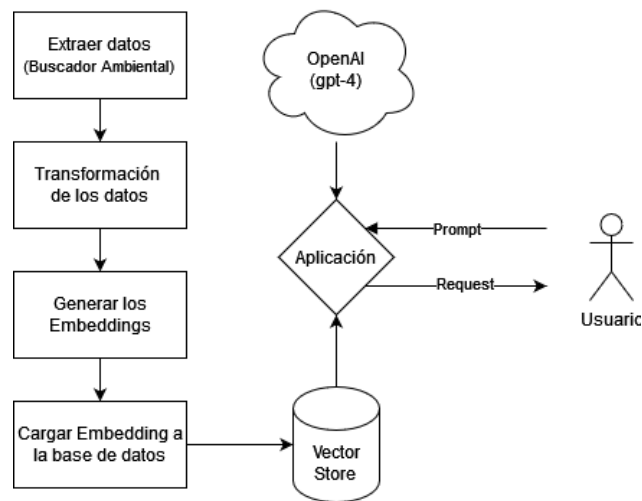 Extraer datos
(Buscador Ambiental)
OpenAI
(gpt-4)
Transformación
de los datos
Prompt
Aplicación
Request
Usuario
Generar los
Embeddings
Cargar Embedding a
la base de datos
Vector
Store